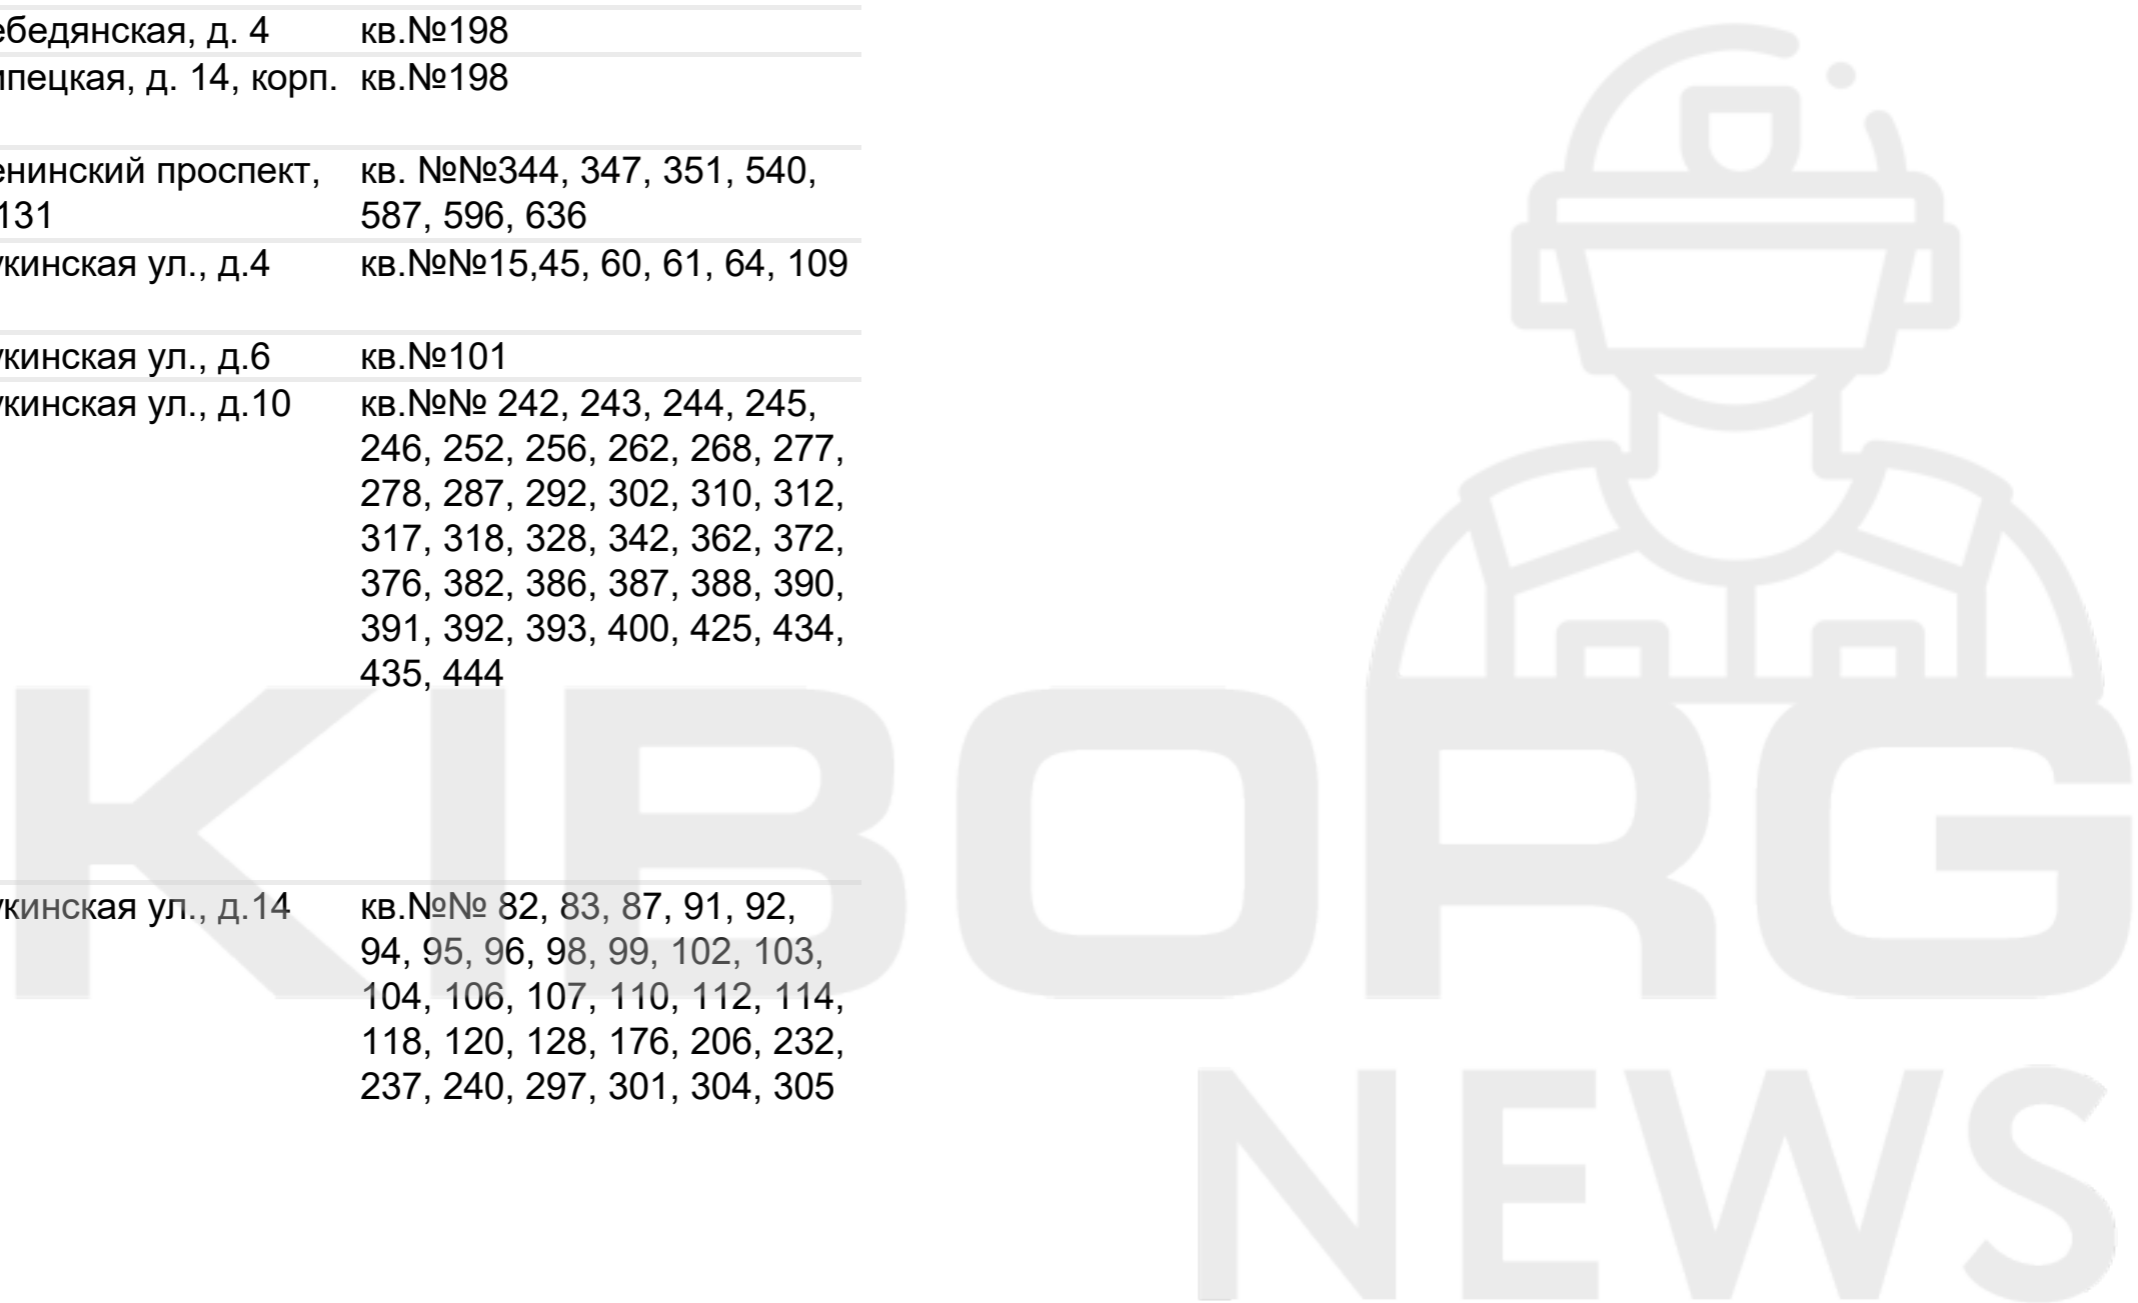 ебедянская, д. 4 кв.№198
ипецкая, д. 14, корп. кв.№198
енинский проспект, кв. №№344, 347, 351, 540,
131 587, 596, 636
укинская ул., д.4 кв.№№15,45, 60, 61, 64, 109
укинская ул., д.6 кв.№101
укинская ул., д.10 кв.№№ 242, 243, 244, 245,
246, 252, 256, 262, 268, 277,
278, 287, 292, 302, 310, 312,
317, 318, 328, 342, 362, 372,
376, 382, 386, 387, 388, 390,
391, 392, 393, 400, 425, 434,
435, 444
укинская ул., д.14 кв.№№ 82, 83, 87, 91, 92,
94, 95, 96, 98, 99, 102, 103,
104, 106, 107, 110, 112, 114,
118, 120, 128, 176, 206, 232,
237, 240, 297, 301, 304, 305
KIBORG
NEWS